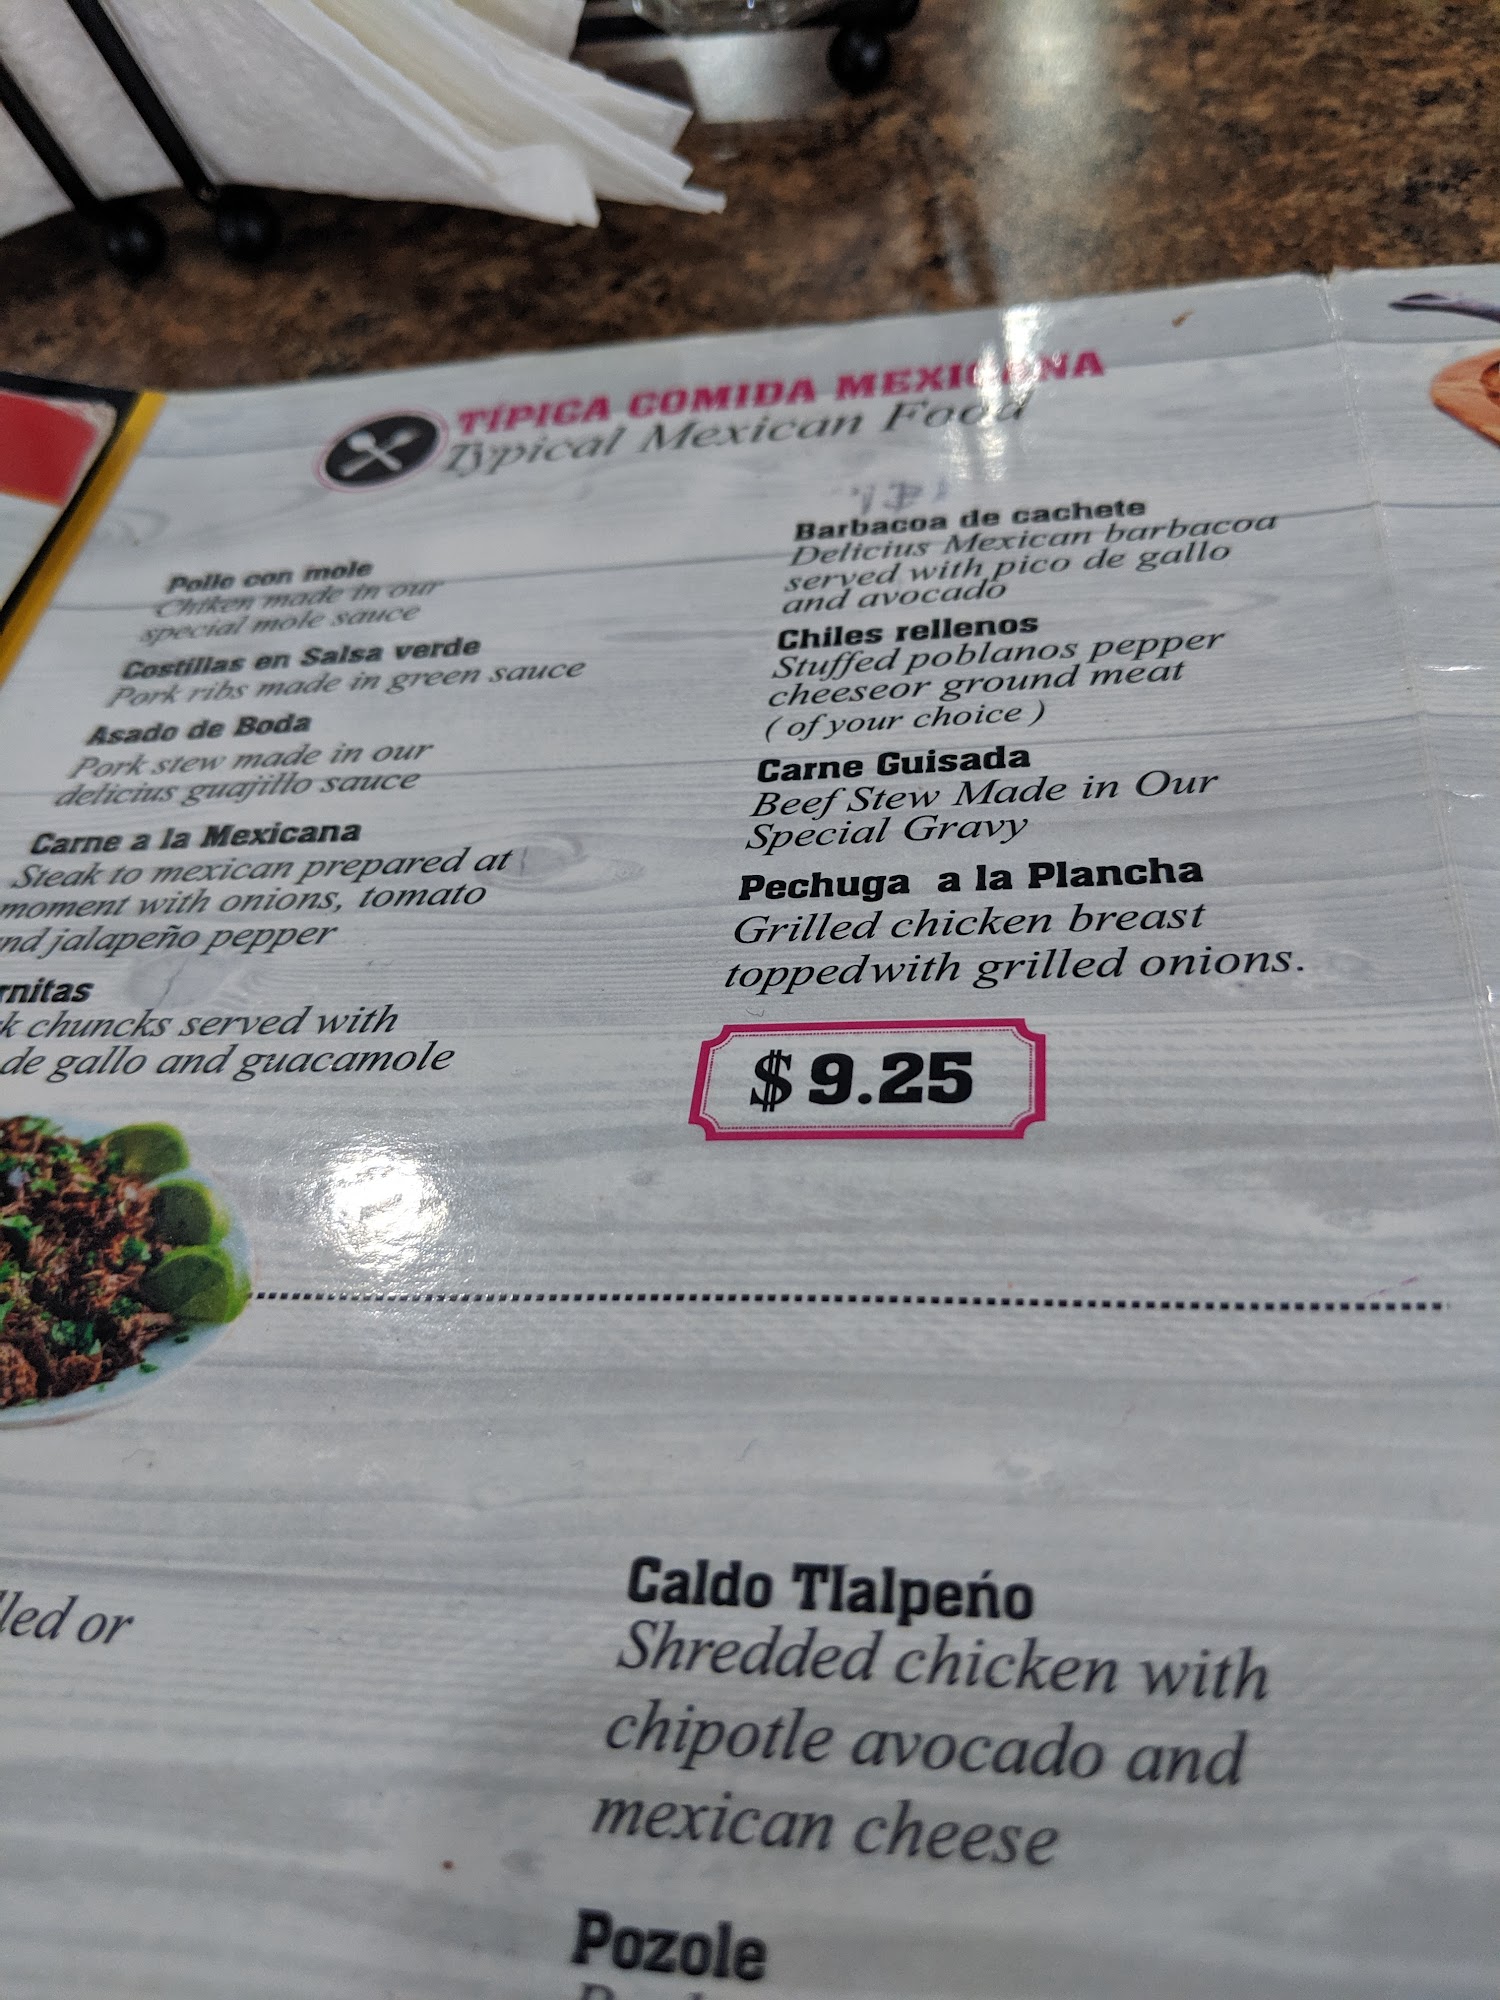 TÍPICA COMIDA MEXICANA
Typical Mexican Food
Pollo con mole
Chiken made in our
special mole sauce
Costillas en Salsa verde
Pork ribs made in green sauce
Asado de Boda
Pork stew made in our
delicius guajillo sauce
Carne a la Mexicana
Steak to mexican prepared at
moment with onions, tomato
nd jalapeño pepper
rnitas
k chuncks served with
de gallo and guacamole
Barbacoa de cachete
Delicius Mexican barbacoa
served with pico de gallo
and avocado
Chiles rellenos
Stuffed poblanos pepper
cheeseor ground meat
( of your choice )
Carne Guisada
Beef Stew Made in Our
Special Gravy
Pechuga a la Plancha
Grilled chicken breast
toppedwith grilled onions.
$ 9.25
lled or
Caldo Tlalpeńo
Shredded chicken with
chipotle avocado and
mexican cheese
Pozole